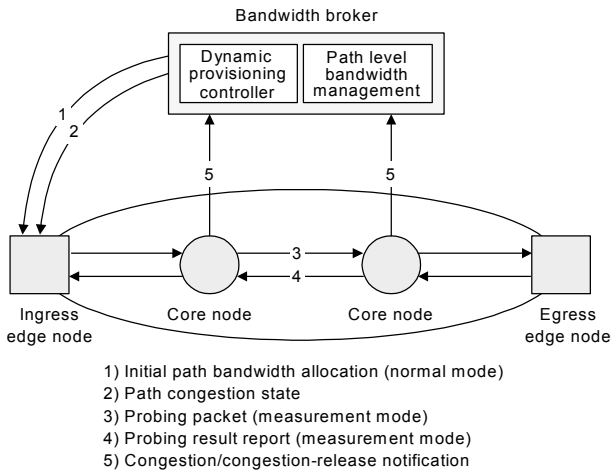 Bandwidth broker
Dynamic
provisioning
controller
Path level
bandwidth
management
1
2
5
5
3
4
Ingress
edge node
Core node
Core node
Egress
edge node
1) Initial path bandwidth allocation (normal mode)
2) Path congestion state
3) Probing packet (measurement mode)
4) Probing result report (measurement mode)
5) Congestion/congestion-release notification